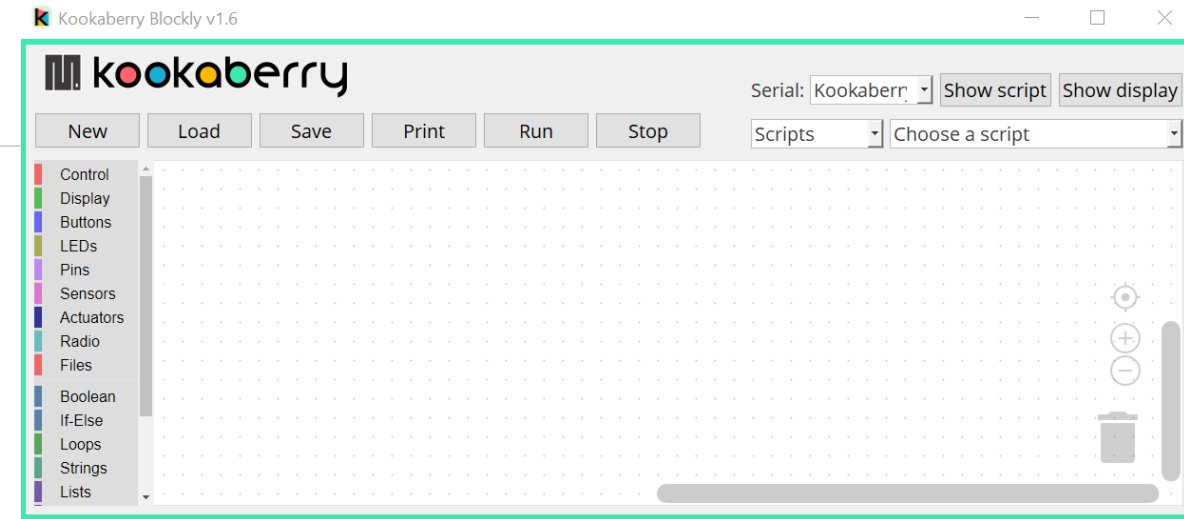 Kookaberry Blockly v1.6
kookaberry
Serial: Kookaberr Show script Show display
New Load Save Print Run Stop Scripts Choose a script
Control
Display
Buttons
LEDs
Pins
Sensors
Actuators
Radio
Files
Boolean
If-Else
Loops
Strings
Lists